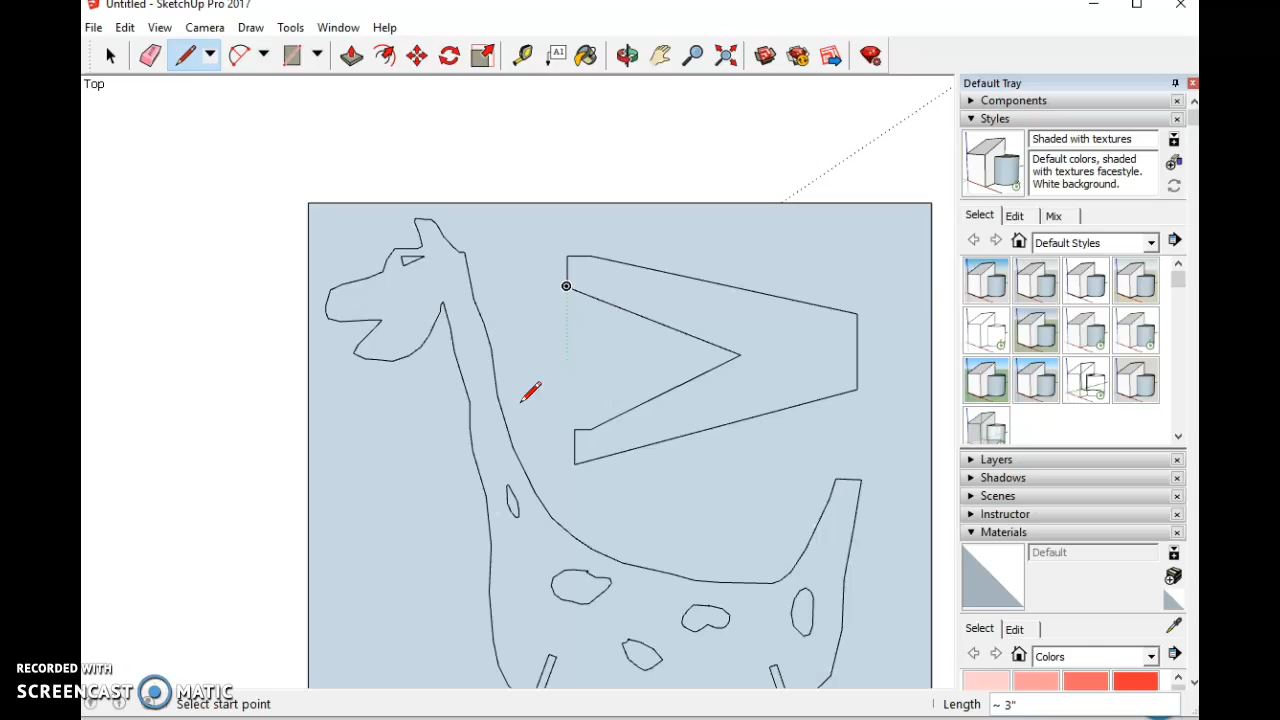 Untitled - SketchUp Pro 2017
File Edit View Camera Draw Tools Window Help
A1
Top
Default Tray
Components
Styles
Shaded with textures
Default colors, shaded
with textures facestyle.
White background.
Select Edit Mix
Default Styles
Layers
Shadows
Scenes
Instructor
Materials
Default
Select Edit
Colors
RECORDED WITH
SCREENCAST MATIC
Select start point
Length ~ 3"